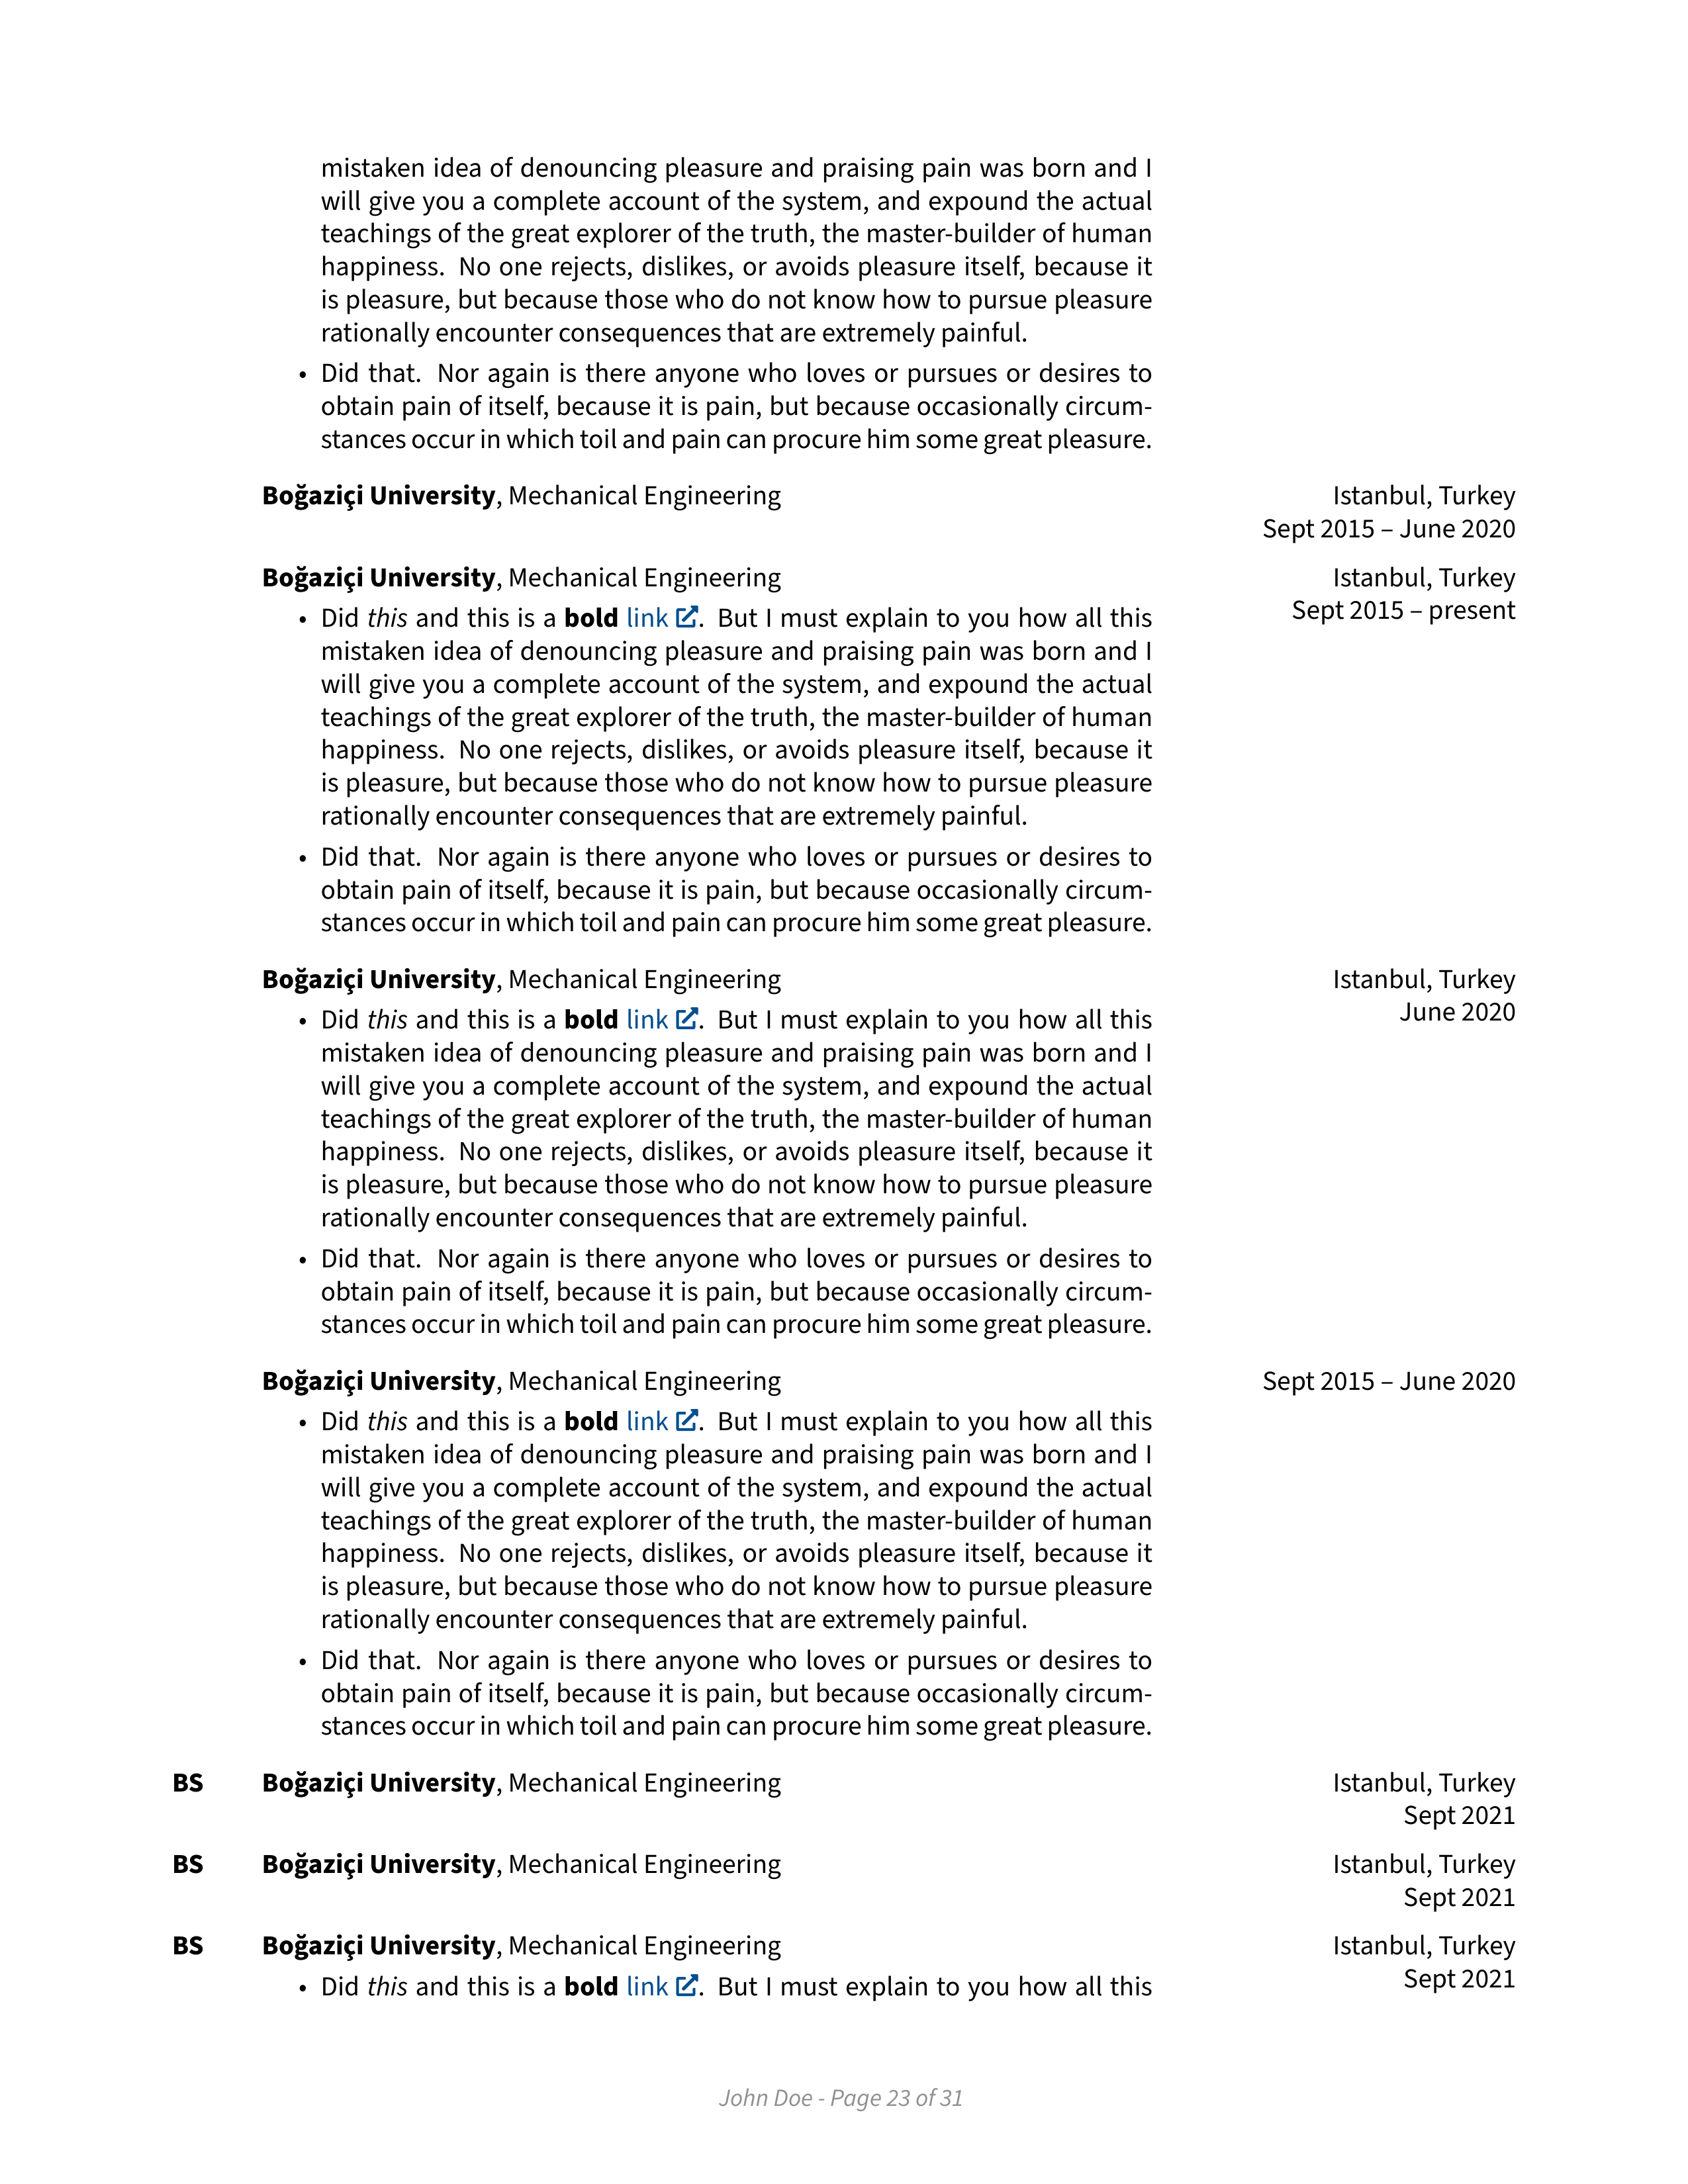 mistaken idea of denouncing pleasure and praising pain was born and I
will give you a complete account of the system, and expound the actual
teachings of the great explorer of the truth, the master-builder of human
happiness. No one rejects, dislikes, or avoids pleasure itself, because it
is pleasure, but because those who do not know how to pursue pleasure
rationally encounter consequences that are extremely painful.
• Did that. Nor again is there anyone who loves or pursues or desires to
obtain pain of itself, because it is pain, but because occasionally circum-
stances occur in which toil and pain can procure him some great pleasure.
Boğaziçi University, Mechanical Engineering Istanbul, Turkey
Sept 2015 – June 2020
Boğaziçi University, Mechanical Engineering Istanbul, Turkey
Sept 2015 – present
• Did this and this is a bold link. But I must explain to you how all this
mistaken idea of denouncing pleasure and praising pain was born and I
will give you a complete account of the system, and expound the actual
teachings of the great explorer of the truth, the master-builder of human
happiness. No one rejects, dislikes, or avoids pleasure itself, because it
is pleasure, but because those who do not know how to pursue pleasure
rationally encounter consequences that are extremely painful.
• Did that. Nor again is there anyone who loves or pursues or desires to
obtain pain of itself, because it is pain, but because occasionally circum-
stances occur in which toil and pain can procure him some great pleasure.
Boğaziçi University, Mechanical Engineering Istanbul, Turkey
June 2020
• Did this and this is a bold link. But I must explain to you how all this
mistaken idea of denouncing pleasure and praising pain was born and I
will give you a complete account of the system, and expound the actual
teachings of the great explorer of the truth, the master-builder of human
happiness. No one rejects, dislikes, or avoids pleasure itself, because it
is pleasure, but because those who do not know how to pursue pleasure
rationally encounter consequences that are extremely painful.
• Did that. Nor again is there anyone who loves or pursues or desires to
obtain pain of itself, because it is pain, but because occasionally circum-
stances occur in which toil and pain can procure him some great pleasure.
Boğaziçi University, Mechanical Engineering Sept 2015 – June 2020
• Did this and this is a bold link. But I must explain to you how all this
mistaken idea of denouncing pleasure and praising pain was born and I
will give you a complete account of the system, and expound the actual
teachings of the great explorer of the truth, the master-builder of human
happiness. No one rejects, dislikes, or avoids pleasure itself, because it
is pleasure, but because those who do not know how to pursue pleasure
rationally encounter consequences that are extremely painful.
• Did that. Nor again is there anyone who loves or pursues or desires to
obtain pain of itself, because it is pain, but because occasionally circum-
stances occur in which toil and pain can procure him some great pleasure.
BS Boğaziçi University, Mechanical Engineering Istanbul, Turkey
Sept 2021
BS Boğaziçi University, Mechanical Engineering Istanbul, Turkey
Sept 2021
BS Boğaziçi University, Mechanical Engineering Istanbul, Turkey
Sept 2021
• Did this and this is a bold link. But I must explain to you how all this
John Doe - Page 23 of 31